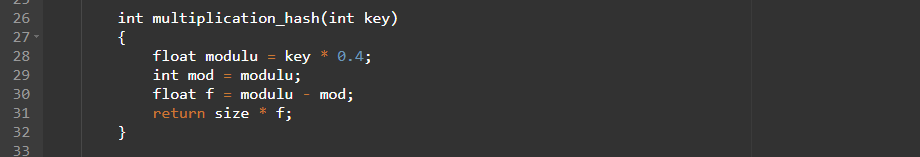 26 int multiplication_hash(int key)
27 {
28 float modulu = key * 0.4;
29 int mod = modulu;
30 float f = modulu - mod;
31 return size * f;
32 }
33